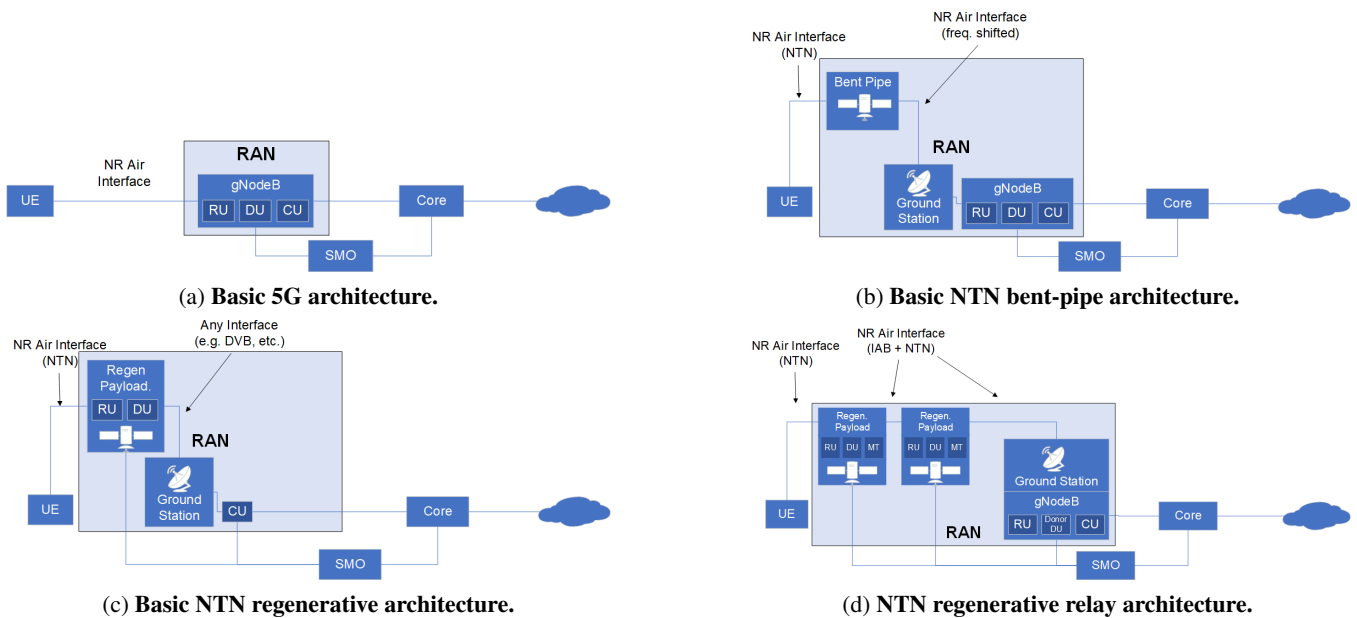 NR Air
Interface
RAN
gNodeB
UE
RU
DU
CU
Core
SMO
(a) Basic 5G architecture.
NR Air Interface
(freq. shifted)
NR Air Interface
(NTN)
Bent Pipe
RAN
UE
Ground
Station
gNodeB
RU
DU
CU
Core
SMO
(b) Basic NTN bent-pipe architecture.
Any Interface
(e.g. DVB, etc.)
NR Air Interface
(NTN)
Regen
Payload.
RU
DU
RAN
UE
Ground
Station
CU
Core
SMO
(c) Basic NTN regenerative architecture.
NR Air Interface
(NTN)
NR Air Interface
(IAB + NTN)
Regen.
Payload
RU
DU
MT
Regen.
Payload
RU
DU
MT
UE
Ground Station
gNodeB
RU
Donor
DU
CU
RAN
Core
SMO
(d) NTN regenerative relay architecture.